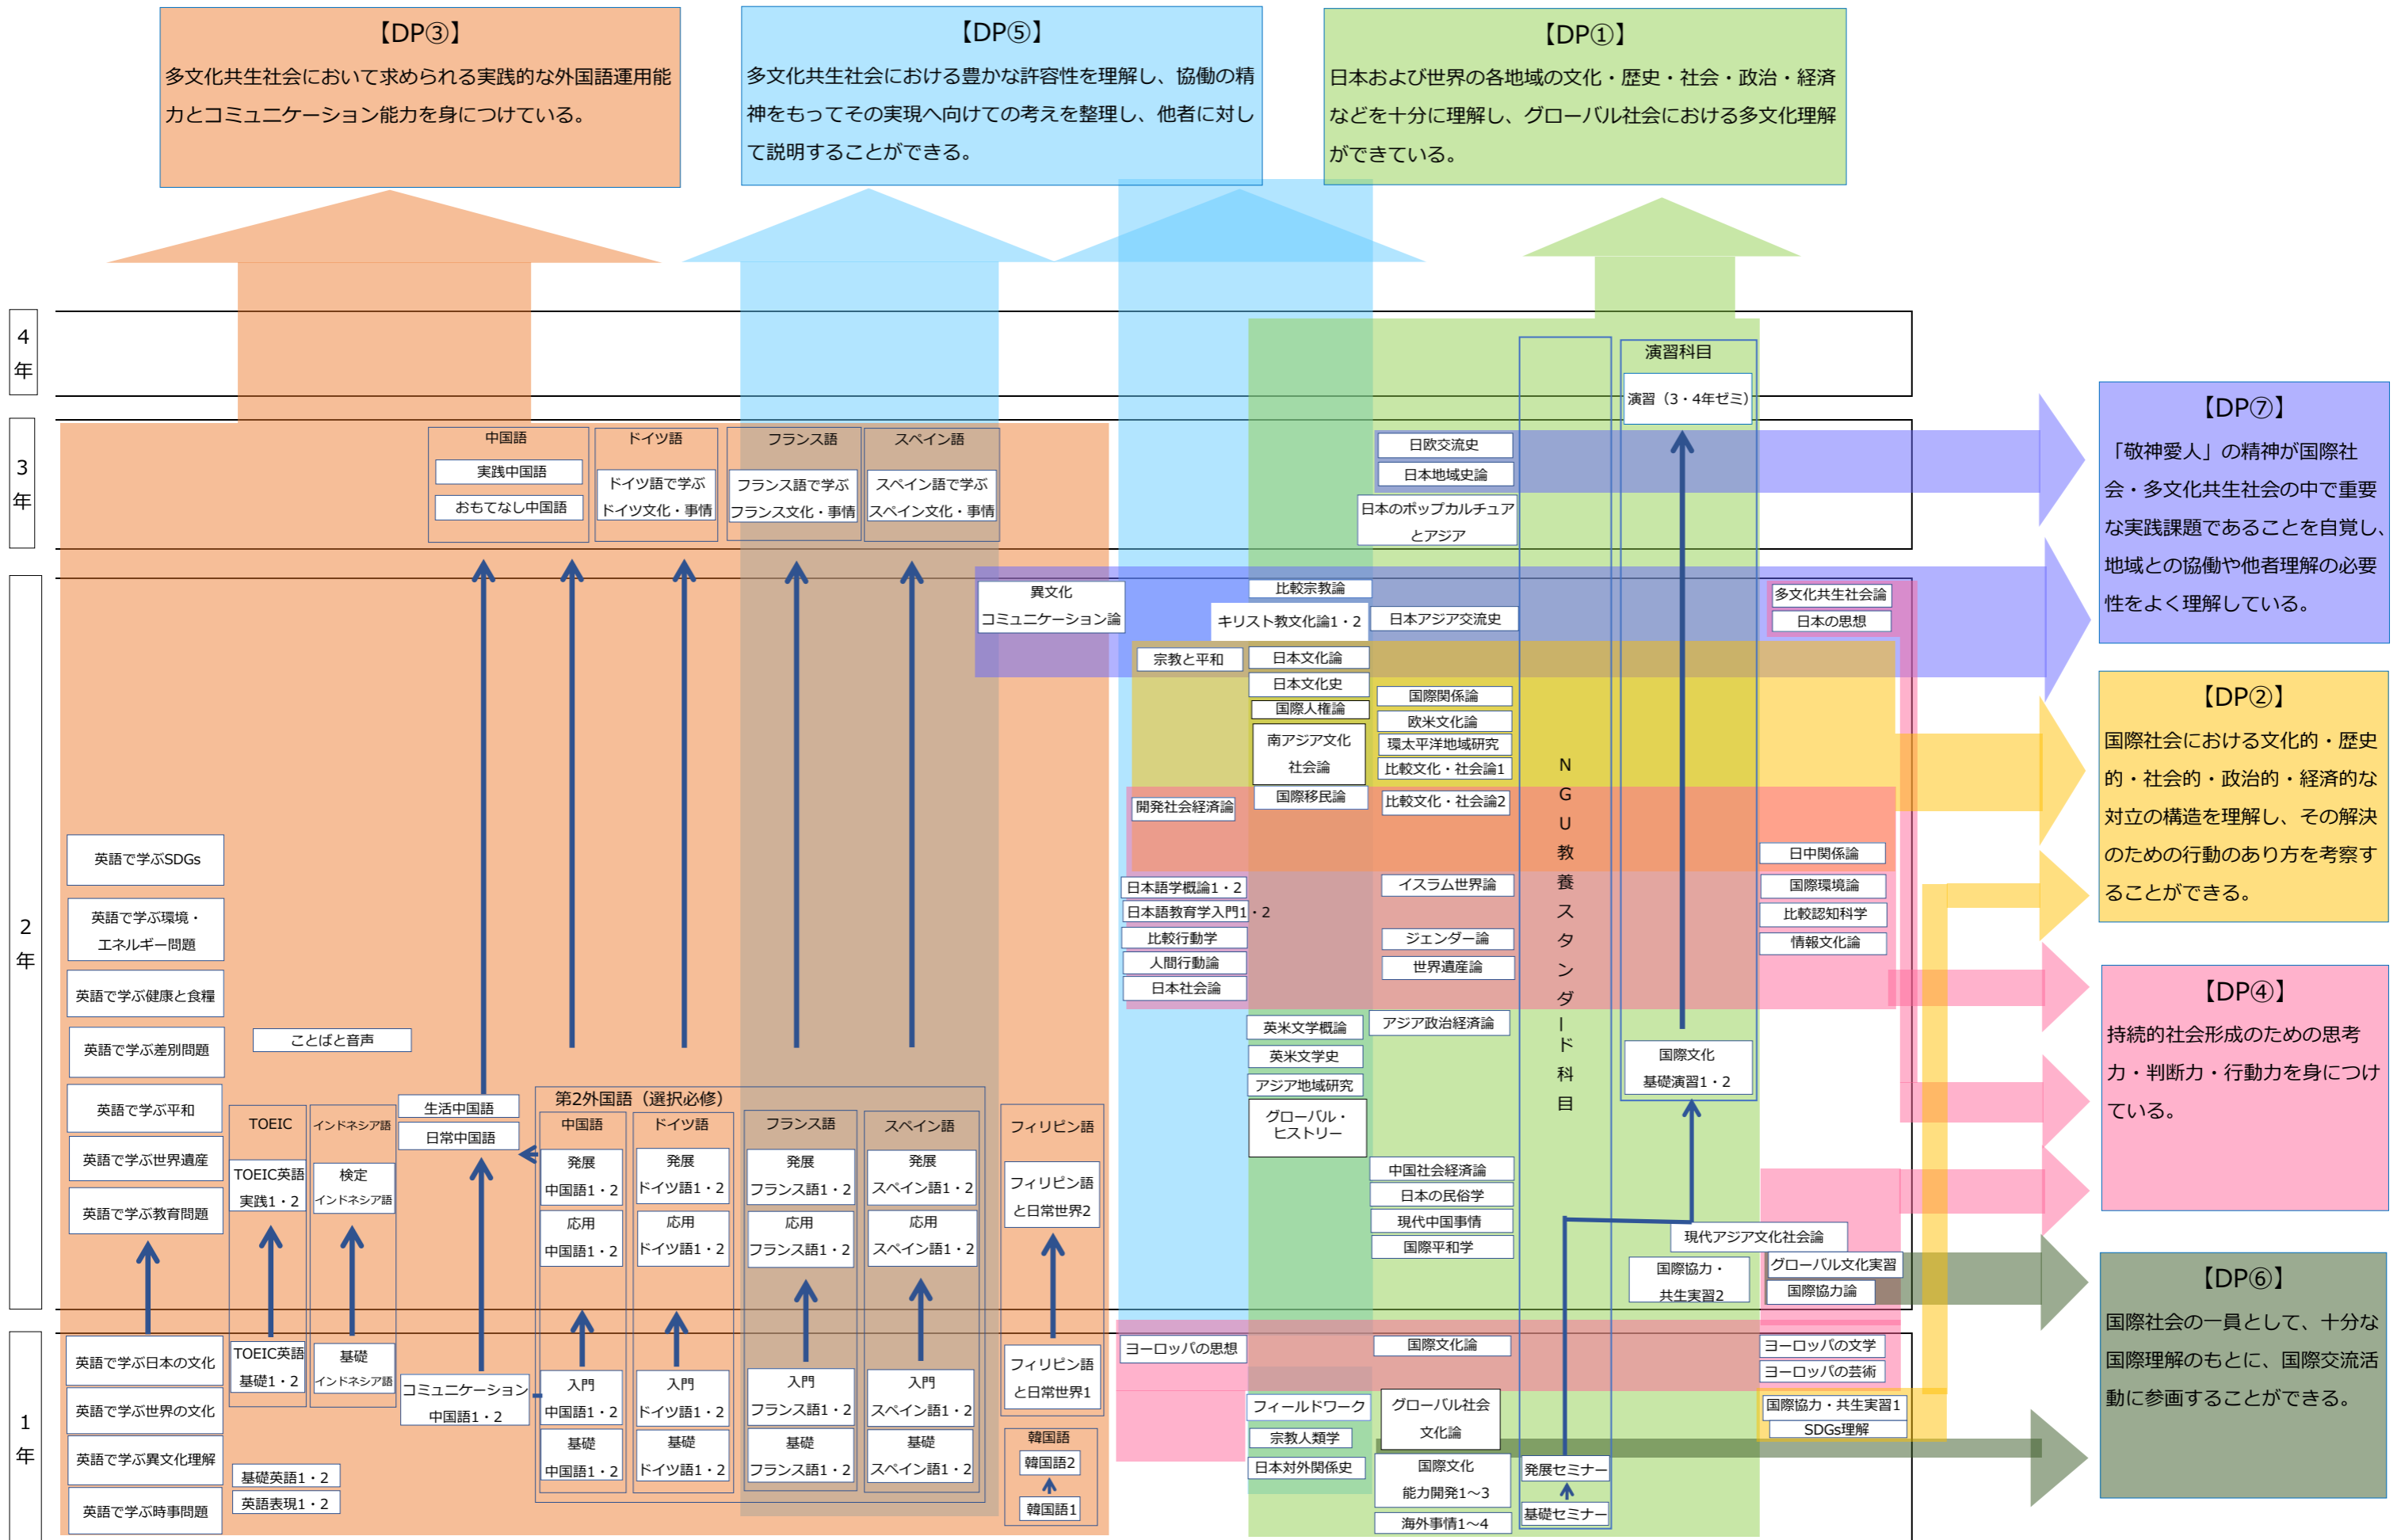 【DP③】
多文化共生社会において求められる実践的な外国語運用能
力とコミュニケーション能力を身につけている。
【DP⑤】
多文化共生社会における豊かな許容性を理解し、協働の精
神をもってその実現へ向けての考えを整理し、他者に対し
て説明することができる。
【DP①】
日本および世界の各地域の文化・歴史・社会・政治・経済
などを十分に理解し、グローバル社会における多文化理解
ができている。
4
年
演習科目
演習（3・4年ゼミ）
3
年
中国語
実践中国語
おもてなし中国語
ドイツ語
ドイツ語で学ぶ
ドイツ文化・事情
フランス語
フランス語で学ぶ
フランス文化・事情
スペイン語
スペイン語で学ぶ
スペイン文化・事情
日欧交流史
日本地域史論
日本のポップカルチュア
とアジア
2
年
英語で学ぶSDGs
英語で学ぶ環境・
エネルギー問題
英語で学ぶ健康と食糧
英語で学ぶ差別問題
英語で学ぶ平和
英語で学ぶ世界遺産
英語で学ぶ教育問題
ことばと音声
TOEIC
TOEIC英語
実践1・2
インドネシア語
検定
インドネシア語
生活中国語
日常中国語
第2外国語（選択必修）
中国語
発展
中国語1・2
応用
中国語1・2
ドイツ語
発展
ドイツ語1・2
応用
ドイツ語1・2
フランス語
発展
フランス語1・2
応用
フランス語1・2
スペイン語
発展
スペイン語1・2
応用
スペイン語1・2
フィリピン語
フィリピン語
と日常世界2
異文化
コミュニケーション論
宗教と平和
開発社会経済論
日本語学概論1・2
日本語教育学入門1・2
比較行動学
人間行動論
日本社会論
比較宗教論
キリスト教文化論1・2
日本文化論
日本文化史
国際人権論
南アジア文化
社会論
国際移民論
英米文学概論
英米文学史
アジア地域研究
グローバル・
ヒストリー
日本アジア交流史
国際関係論
欧米文化論
環太平洋地域研究
比較文化・社会論1
比較文化・社会論2
イスラム世界論
ジェンダー論
世界遺産論
アジア政治経済論
中国社会経済論
日本の民俗学
現代中国事情
国際平和学
N
G
U
教
養
ス
タ
ン
ダ
ー
ド
科
目
国際文化
基礎演習1・2
現代アジア文化社会論
国際協力・
共生実習2
多文化共生社会論
日本の思想
日中関係論
国際環境論
比較認知科学
情報文化論
グローバル文化実習
国際協力論
1
年
英語で学ぶ日本の文化
英語で学ぶ世界の文化
英語で学ぶ異文化理解
英語で学ぶ時事問題
TOEIC英語
基礎1・2
基礎英語1・2
英語表現1・2
基礎
インドネシア語
コミュニケーション
中国語1・2
入門
中国語1・2
基礎
中国語1・2
入門
ドイツ語1・2
基礎
ドイツ語1・2
入門
フランス語1・2
基礎
フランス語1・2
入門
スペイン語1・2
基礎
スペイン語1・2
フィリピン語
と日常世界1
韓国語
韓国語2
韓国語1
ヨーロッパの思想
フィールドワーク
宗教人類学
日本対外関係史
国際文化論
グローバル社会
文化論
国際文化
能力開発1～3
海外事情1～4
発展セミナー
基礎セミナー
ヨーロッパの文学
ヨーロッパの芸術
国際協力・共生実習1
SDGs理解
【DP⑦】
「敬神愛人」の精神が国際社
会・多文化共生社会の中で重要
な実践課題であることを自覚し、
地域との協働や他者理解の必要
性をよく理解している。
【DP②】
国際社会における文化的・歴史
的・社会的・政治的・経済的な
対立の構造を理解し、その解決
のための行動のあり方を考察す
ることができる。
【DP④】
持続的社会形成のための思考
力・判断力・行動力を身につけ
ている。
【DP⑥】
国際社会の一員として、十分な
国際理解のもとに、国際交流活
動に参画することができる。